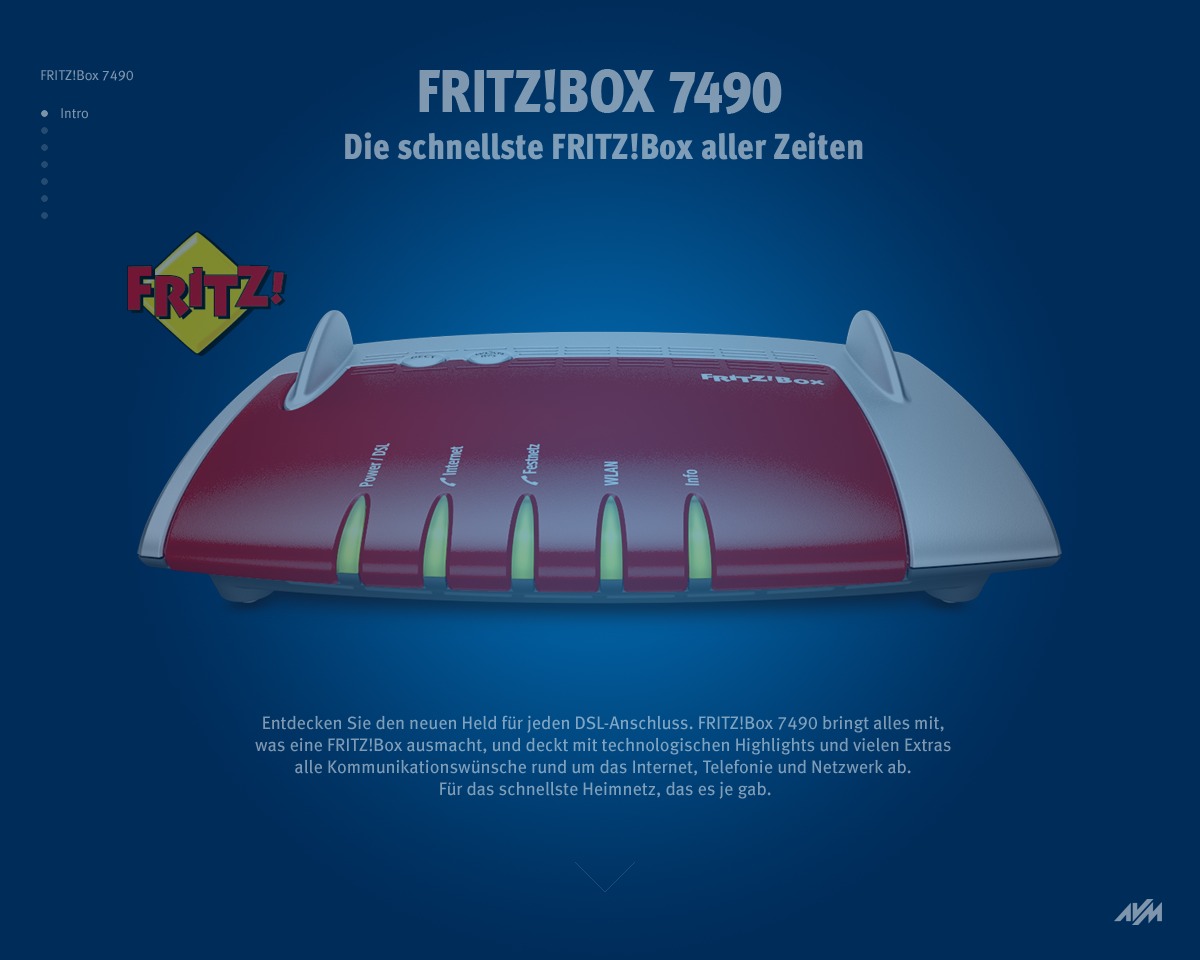 FRITZ!Box 7490
Intro
FRITZ!BOX 7490
Die schnellste FRITZ!Box aller Zeiten
FRITZ!
DECT
WLAN
WPS
FRITZ!Box
Power / DSL
Internet
Festnetz
WLAN
Info
Entdecken Sie den neuen Held für jeden DSL-Anschluss. FRITZ!Box 7490 bringt alles mit,
was eine FRITZ!Box ausmacht, und deckt mit technologischen Highlights und vielen Extras
alle Kommunikationswünsche rund um das Internet, Telefonie und Netzwerk ab.
Für das schnellste Heimnetz, das es je gab.
AVM